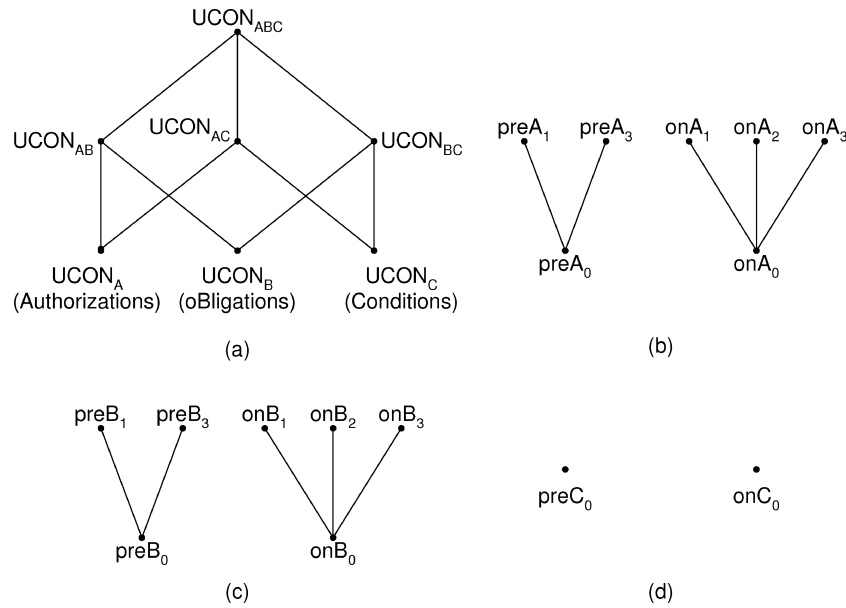 UCON_ABC
UCON_AB UCON_AC UCON_BC
UCON_A UCON_B UCON_C
(Authorizations) (oBligations) (Conditions)
(a)
preA_1 preA_3 onA_1 onA_2 onA_3
preA_0 onA_0
(b)
preB_1 preB_3 onB_1 onB_2 onB_3
preB_0 onB_0
(c)
preC_0 onC_0
(d)